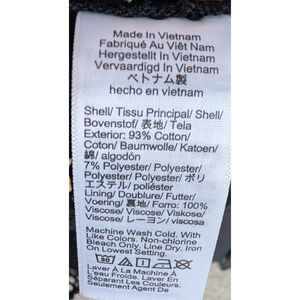 Made In Vietnam
Fabriqué Au Viêt Nam
Hergestellt In Vietnam
Vervaardigd In Vietnam
ベトナム製
hecho en vietnam
Shell/ Tissu Principal/ Shell/
Bovenstof/ 表地/ Tela
Exterior: 93% Cotton/
Coton/ Baumwolle/ Katoen/
綿/ algodón
7% Polyester/ Polyester/
Polyester/ Polyester/ ポリ
エステル/ poliéster
Lining/ Doublure/ Futter/
Voering/ 裏地/ Forro: 100%
Viscose/ Viscose/ Viskose/
Viscose/ レーヨン/ viscosa
Machine Wash Cold. With
Like Colors. Non-chlorine
Bleach Only. Line Dry. Iron
On Lowest Setting.
Laver À La Machine À
L'eau Froide. Laver En
Machine
Seulement Agent De